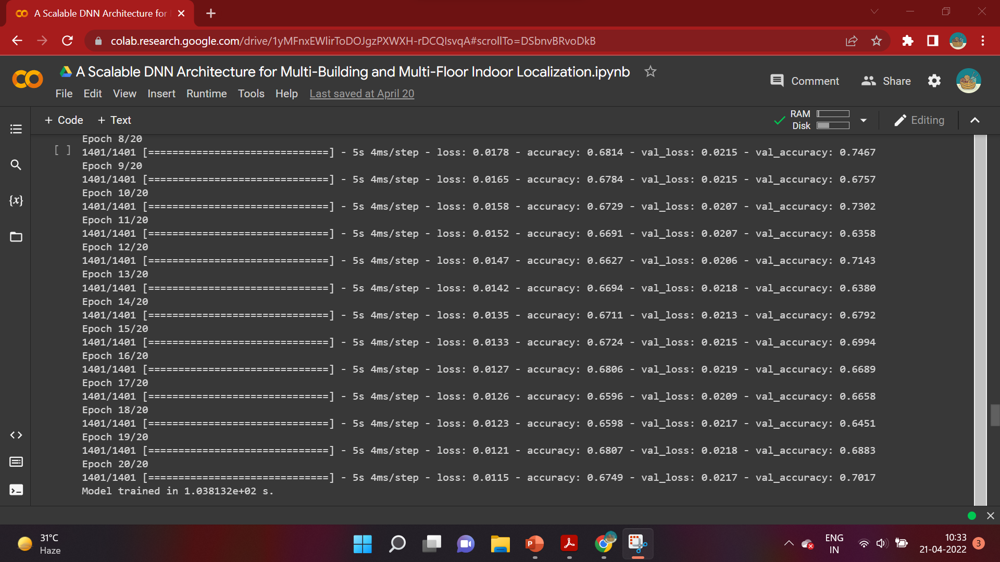 A Scalable DNN Architecture for
colab.research.google.com/drive/1yMFnxEWlirToDOJgzPXWXH-rDCQIsvqA#scrollTo=DSbnvBRvoDkB
A Scalable DNN Architecture for Multi-Building and Multi-Floor Indoor Localization.ipynb
File Edit View Insert Runtime Tools Help Last saved at April 20
Comment Share
+ Code + Text
RAM
Disk
Editing
Epoch 8/20
[ ] 1401/1401 [==============================] - 5s 4ms/step - loss: 0.0178 - accuracy: 0.6814 - val_loss: 0.0215 - val_accuracy: 0.7467
Epoch 9/20
1401/1401 [==============================] - 5s 4ms/step - loss: 0.0165 - accuracy: 0.6784 - val_loss: 0.0215 - val_accuracy: 0.6757
Epoch 10/20
1401/1401 [==============================] - 5s 4ms/step - loss: 0.0158 - accuracy: 0.6729 - val_loss: 0.0207 - val_accuracy: 0.7302
Epoch 11/20
1401/1401 [==============================] - 5s 4ms/step - loss: 0.0152 - accuracy: 0.6691 - val_loss: 0.0207 - val_accuracy: 0.6358
Epoch 12/20
1401/1401 [==============================] - 5s 4ms/step - loss: 0.0147 - accuracy: 0.6627 - val_loss: 0.0206 - val_accuracy: 0.7143
Epoch 13/20
1401/1401 [==============================] - 5s 4ms/step - loss: 0.0142 - accuracy: 0.6694 - val_loss: 0.0218 - val_accuracy: 0.6380
Epoch 14/20
1401/1401 [==============================] - 5s 4ms/step - loss: 0.0135 - accuracy: 0.6711 - val_loss: 0.0213 - val_accuracy: 0.6792
Epoch 15/20
1401/1401 [==============================] - 5s 4ms/step - loss: 0.0133 - accuracy: 0.6724 - val_loss: 0.0215 - val_accuracy: 0.6994
Epoch 16/20
1401/1401 [==============================] - 5s 4ms/step - loss: 0.0127 - accuracy: 0.6806 - val_loss: 0.0219 - val_accuracy: 0.6689
Epoch 17/20
1401/1401 [==============================] - 5s 4ms/step - loss: 0.0126 - accuracy: 0.6596 - val_loss: 0.0209 - val_accuracy: 0.6658
Epoch 18/20
1401/1401 [==============================] - 5s 4ms/step - loss: 0.0123 - accuracy: 0.6598 - val_loss: 0.0217 - val_accuracy: 0.6451
Epoch 19/20
1401/1401 [==============================] - 5s 4ms/step - loss: 0.0121 - accuracy: 0.6807 - val_loss: 0.0218 - val_accuracy: 0.6883
Epoch 20/20
1401/1401 [==============================] - 5s 4ms/step - loss: 0.0115 - accuracy: 0.6749 - val_loss: 0.0217 - val_accuracy: 0.7017
Model trained in 1.038132e+02 s.
31°C
Haze
ENG
IN
10:33
21-04-2022
3